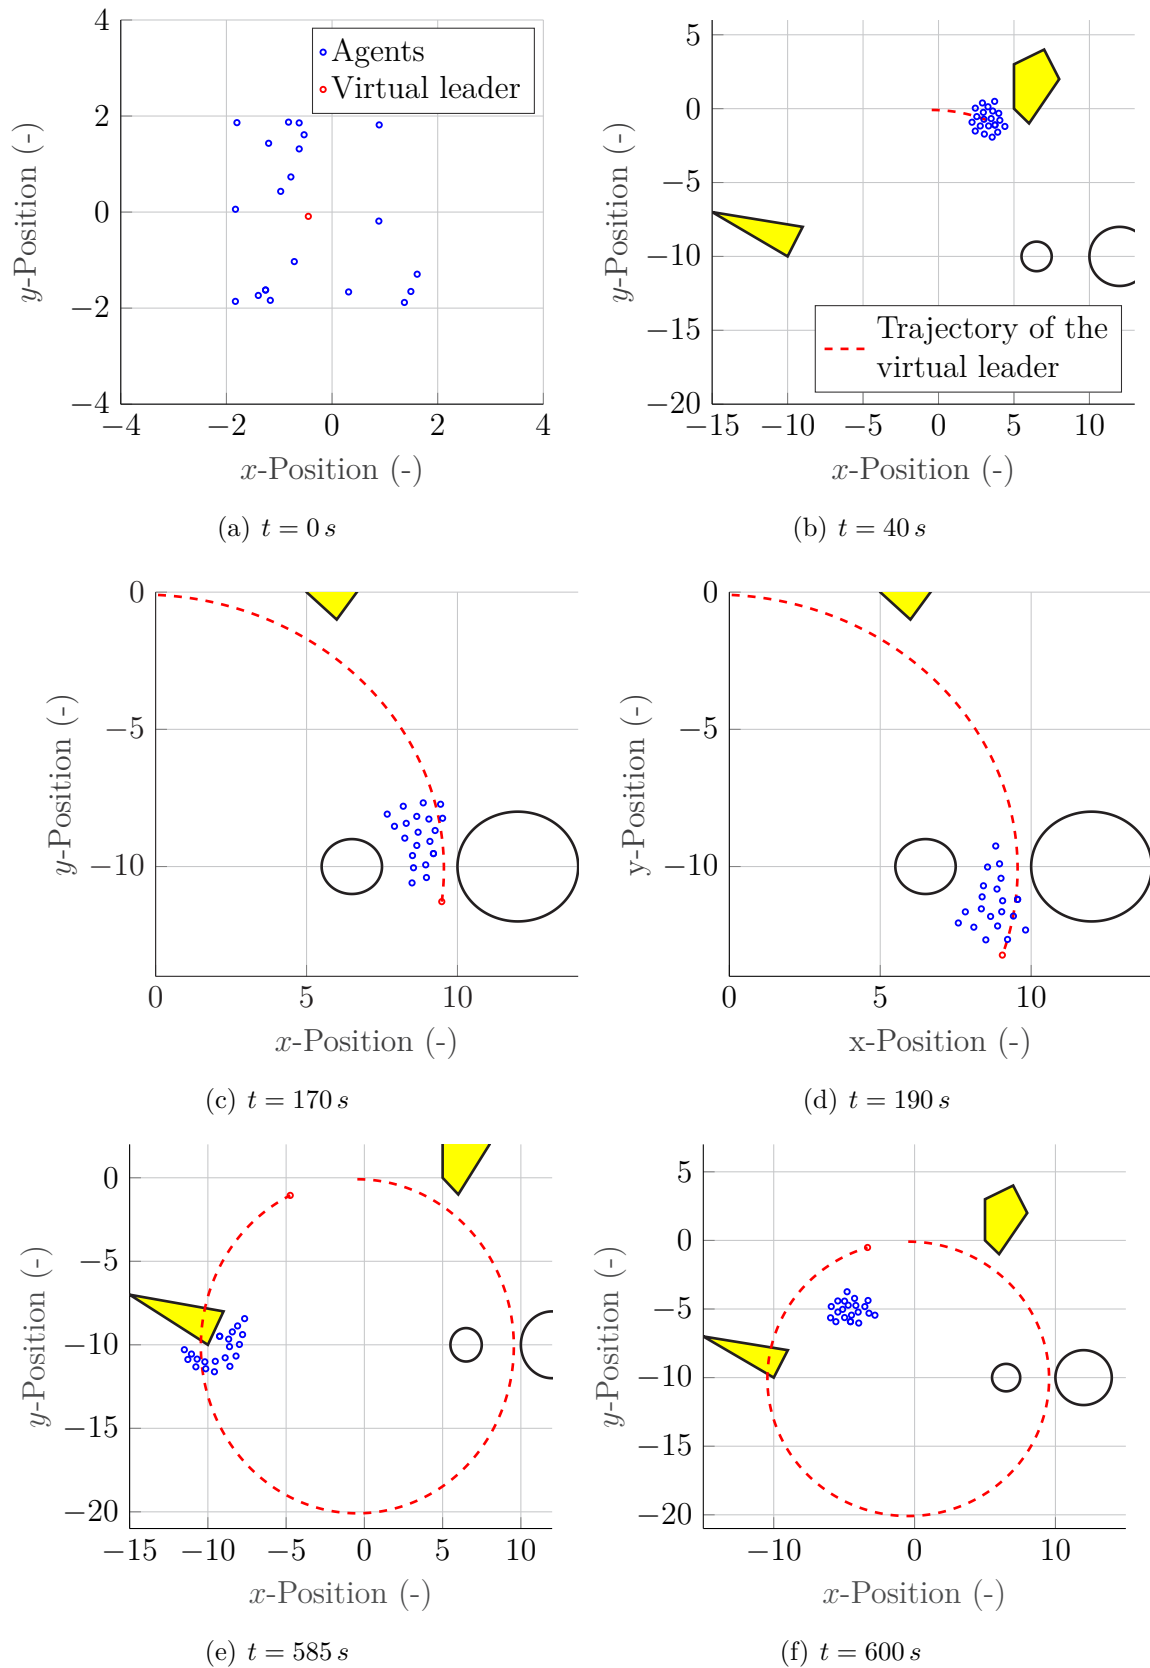 4
2
0
−2
−4
−4
−2
0
2
4
y-Position (-)
x-Position (-)
Agents
Virtual leader
(a) t = 0 s
5
0
−5
−10
−15
−20
−15
−10
−5
0
5
10
y-Position (-)
x-Position (-)
Trajectory of the
virtual leader
(b) t = 40 s
0
−5
−10
0
5
10
y-Position (-)
x-Position (-)
(c) t = 170 s
0
−5
−10
0
5
10
y-Position (-)
x-Position (-)
(d) t = 190 s
0
−5
−10
−15
−20
−15
−10
−5
0
5
10
y-Position (-)
x-Position (-)
(e) t = 585 s
5
0
−5
−10
−15
−20
−10
0
10
y-Position (-)
x-Position (-)
(f) t = 600 s